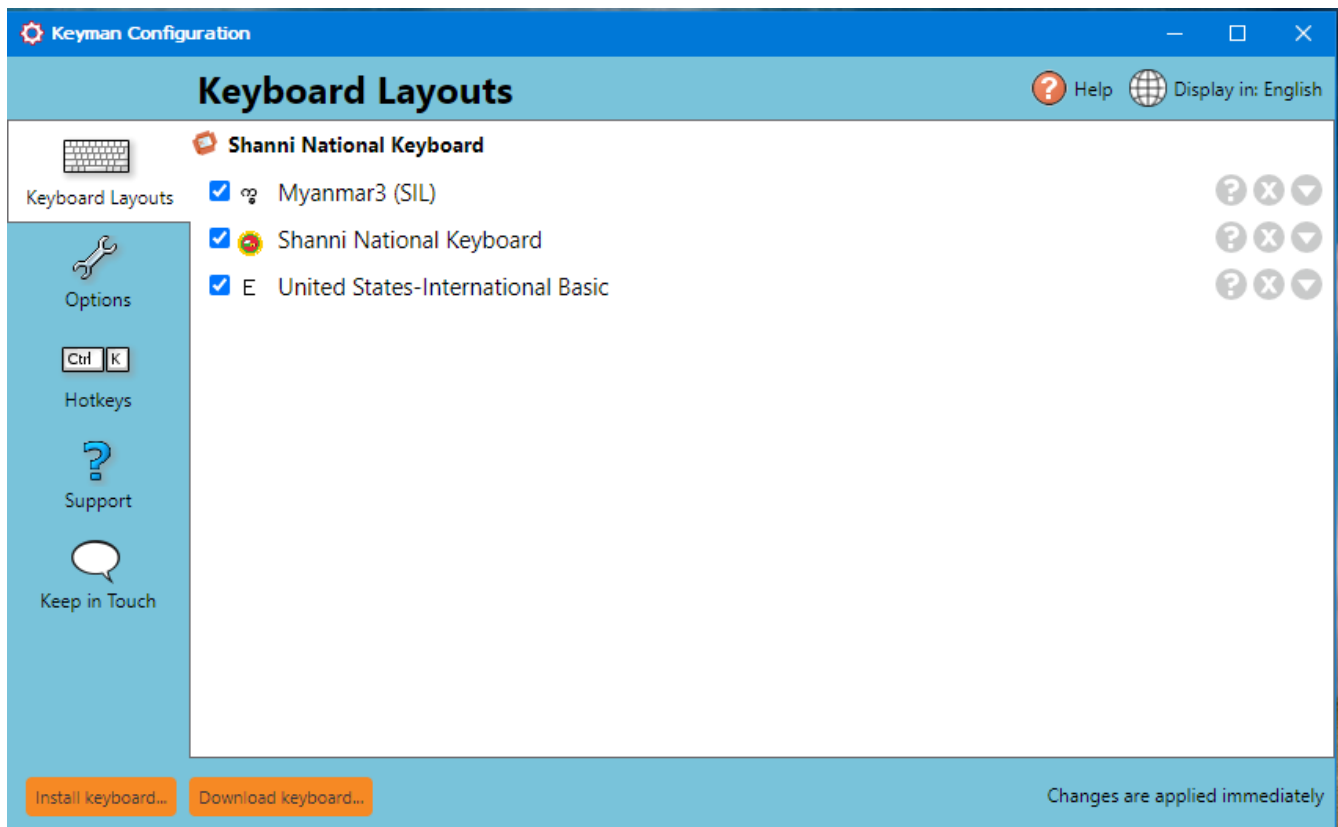 Keyman Configuration
Keyboard Layouts
Help
Display in: English
Keyboard Layouts
Options
Ctrl K
Hotkeys
Support
Keep in Touch
Shanni National Keyboard
Myanmar3 (SIL)
Shanni National Keyboard
E United States-International Basic
Install keyboard...
Download keyboard...
Changes are applied immediately